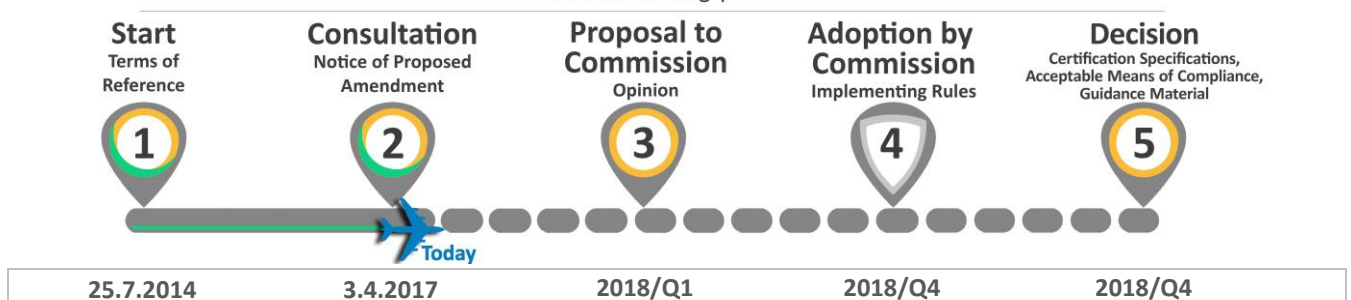 Start
Terms of
Reference
Consultation
Notice of Proposed
Amendment
Proposal to
Commission
Opinion
Adoption by
Commission
Implementing Rules
Decision
Certification Specifications,
Acceptable Means of Compliance,
Guidance Material
1
2
3
4
5
Today
25.7.2014
3.4.2017
2018/Q1
2018/Q4
2018/Q4